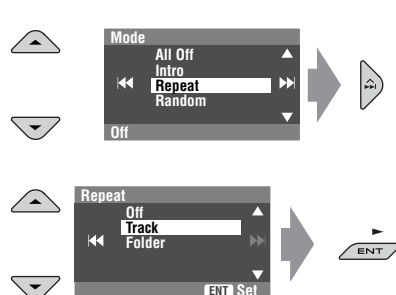 Mode
All Off
Intro
Repeat
Random
Off
Repeat
Off
Track
Folder
ENT Set
ENT